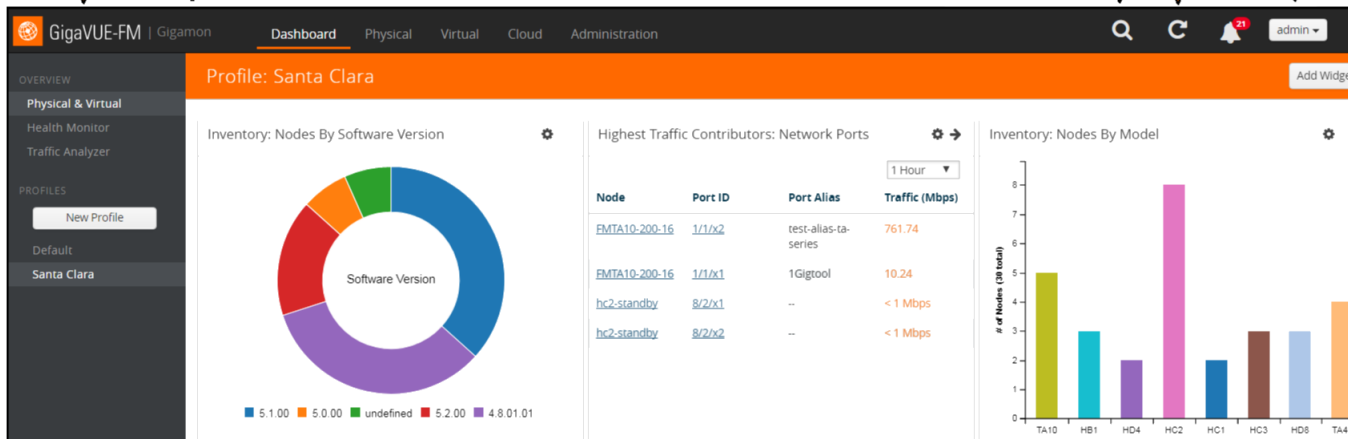 GigaVUE-FM | Gigamon
Dashboard Physical Virtual Cloud Administration
21
admin
OVERVIEW
Physical & Virtual
Health Monitor
Traffic Analyzer
PROFILES
New Profile
Default
Santa Clara
Profile: Santa Clara
Add Widge
Inventory: Nodes By Software Version
Software Version
5.1.00 5.0.00 undefined 5.2.00 4.8.01.01
Highest Traffic Contributors: Network Ports
1 Hour
Node Port ID Port Alias Traffic (Mbps)
FMTA10-200-16 1/1/x2 test-alias-ta- 761.74
series
FMTA10-200-16 1/1/x1 1Gigtool 10.24
hc2-standby 8/2/x1 -- < 1 Mbps
hc2-standby 8/2/x2 -- < 1 Mbps
Inventory: Nodes By Model
# of Nodes (30 total)
8
7
6
5
4
3
2
1
0
TA10 HB1 HD4 HC2 HC1 HC3 HD8 TA4